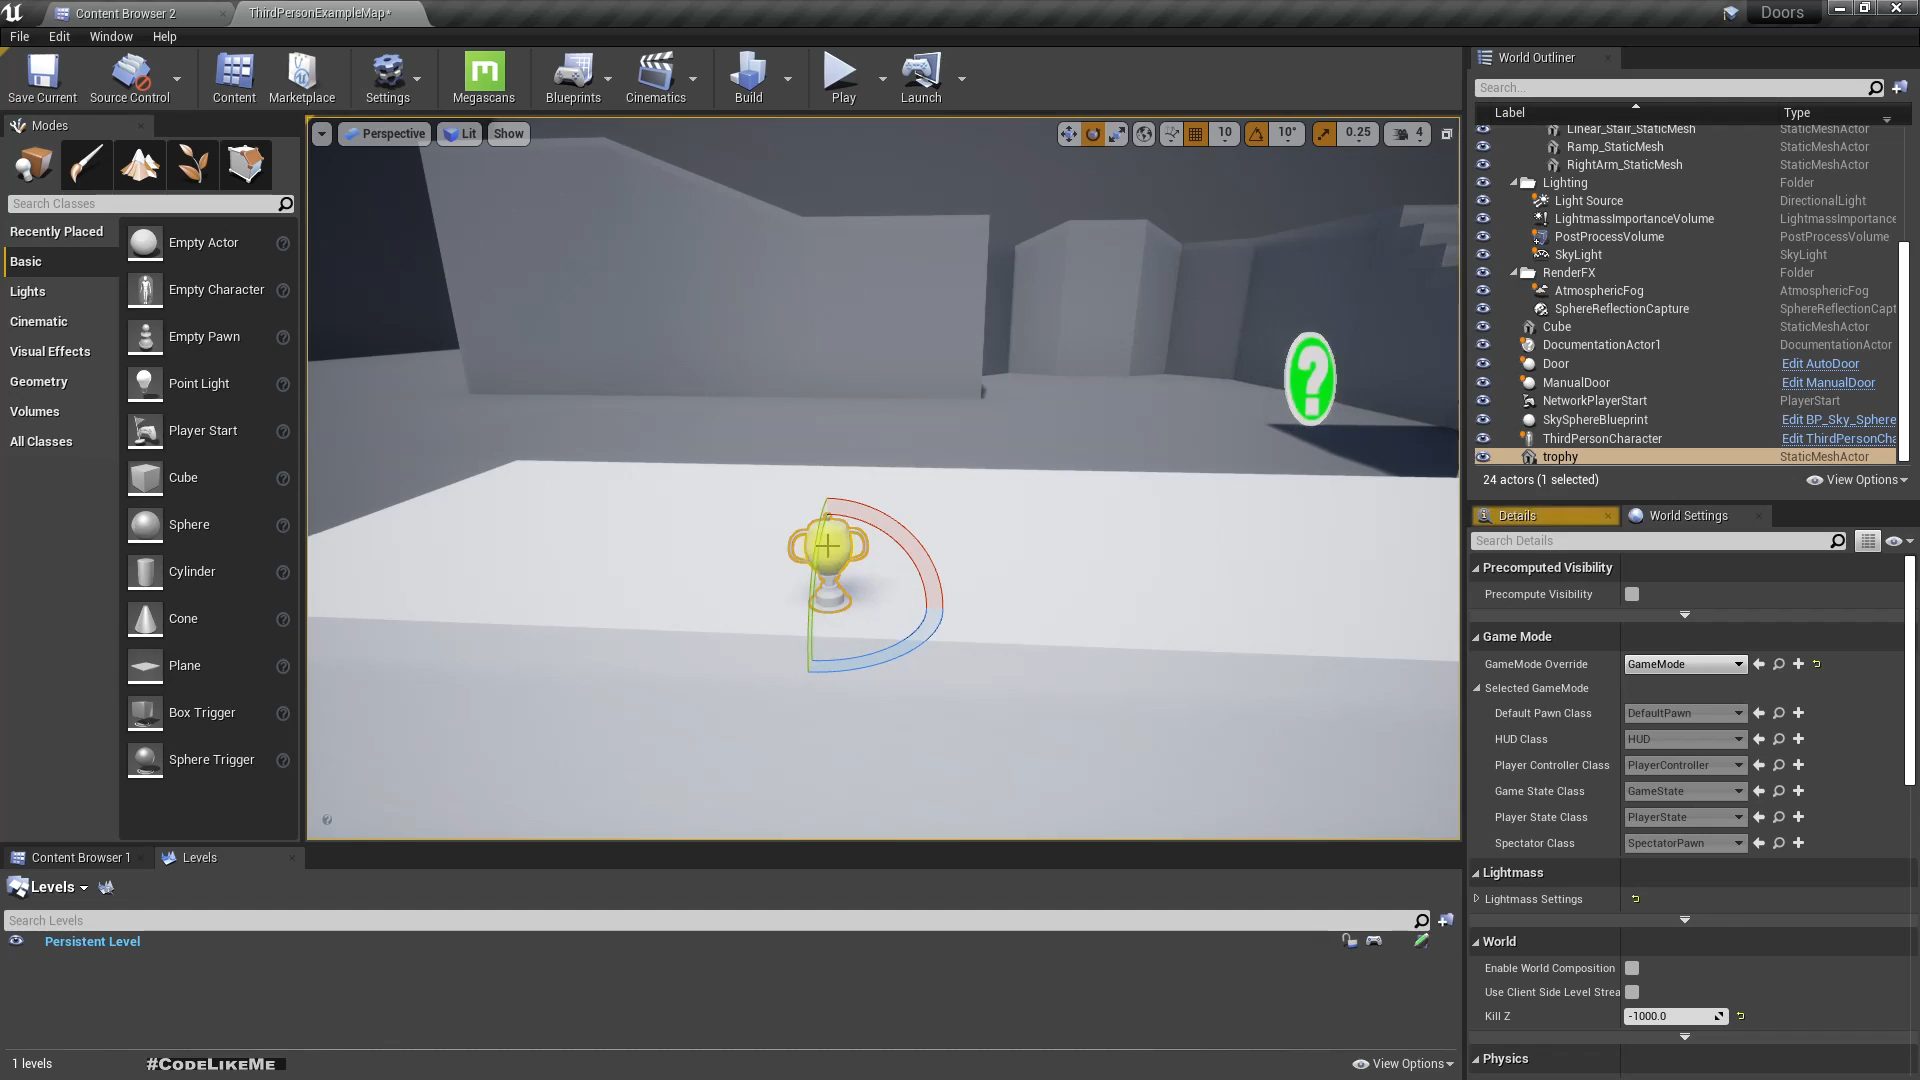 Content Browser 2
ThirdPersonExampleMap*
Doors
File Edit Window Help
Save Current
Source Control
Content
Marketplace
Settings
Megascans
Blueprints
Cinematics
Build
Play
Launch
Modes
Search Classes
Recently Placed
Basic
Lights
Cinematic
Visual Effects
Geometry
Volumes
All Classes
Empty Actor
Empty Character
Empty Pawn
Point Light
Player Start
Cube
Sphere
Cylinder
Cone
Plane
Box Trigger
Sphere Trigger
Perspective Lit Show
10 10° 0.25 4
World Outliner
Search...
Label Type
Linear_Stair_StaticMesh StaticMeshActor
Ramp_StaticMesh StaticMeshActor
RightArm_StaticMesh StaticMeshActor
Lighting Folder
Light Source DirectionalLight
LightmassImportanceVolume LightmassImportance
PostProcessVolume PostProcessVolume
SkyLight SkyLight
RenderFX Folder
AtmosphericFog AtmosphericFog
SphereReflectionCapture SphereReflectionCapt
Cube StaticMeshActor
DocumentationActor1 DocumentationActor
Door Edit AutoDoor
ManualDoor Edit ManualDoor
NetworkPlayerStart PlayerStart
SkySphereBlueprint Edit BP_Sky_Sphere
ThirdPersonCharacter Edit ThirdPersonCha
trophy StaticMeshActor
24 actors (1 selected) View Options
Details
World Settings
Search Details
Precomputed Visibility
Precompute Visibility
Game Mode
GameMode Override GameMode
Selected GameMode
Default Pawn Class DefaultPawn
HUD Class HUD
Player Controller Class PlayerController
Game State Class GameState
Player State Class PlayerState
Spectator Class SpectatorPawn
Lightmass
Lightmass Settings
World
Enable World Composition
Use Client Side Level Strea
Kill Z -1000.0
Physics
Content Browser 1
Levels
Levels
Search Levels
Persistent Level
1 levels
#CodeLikeMe
View Options